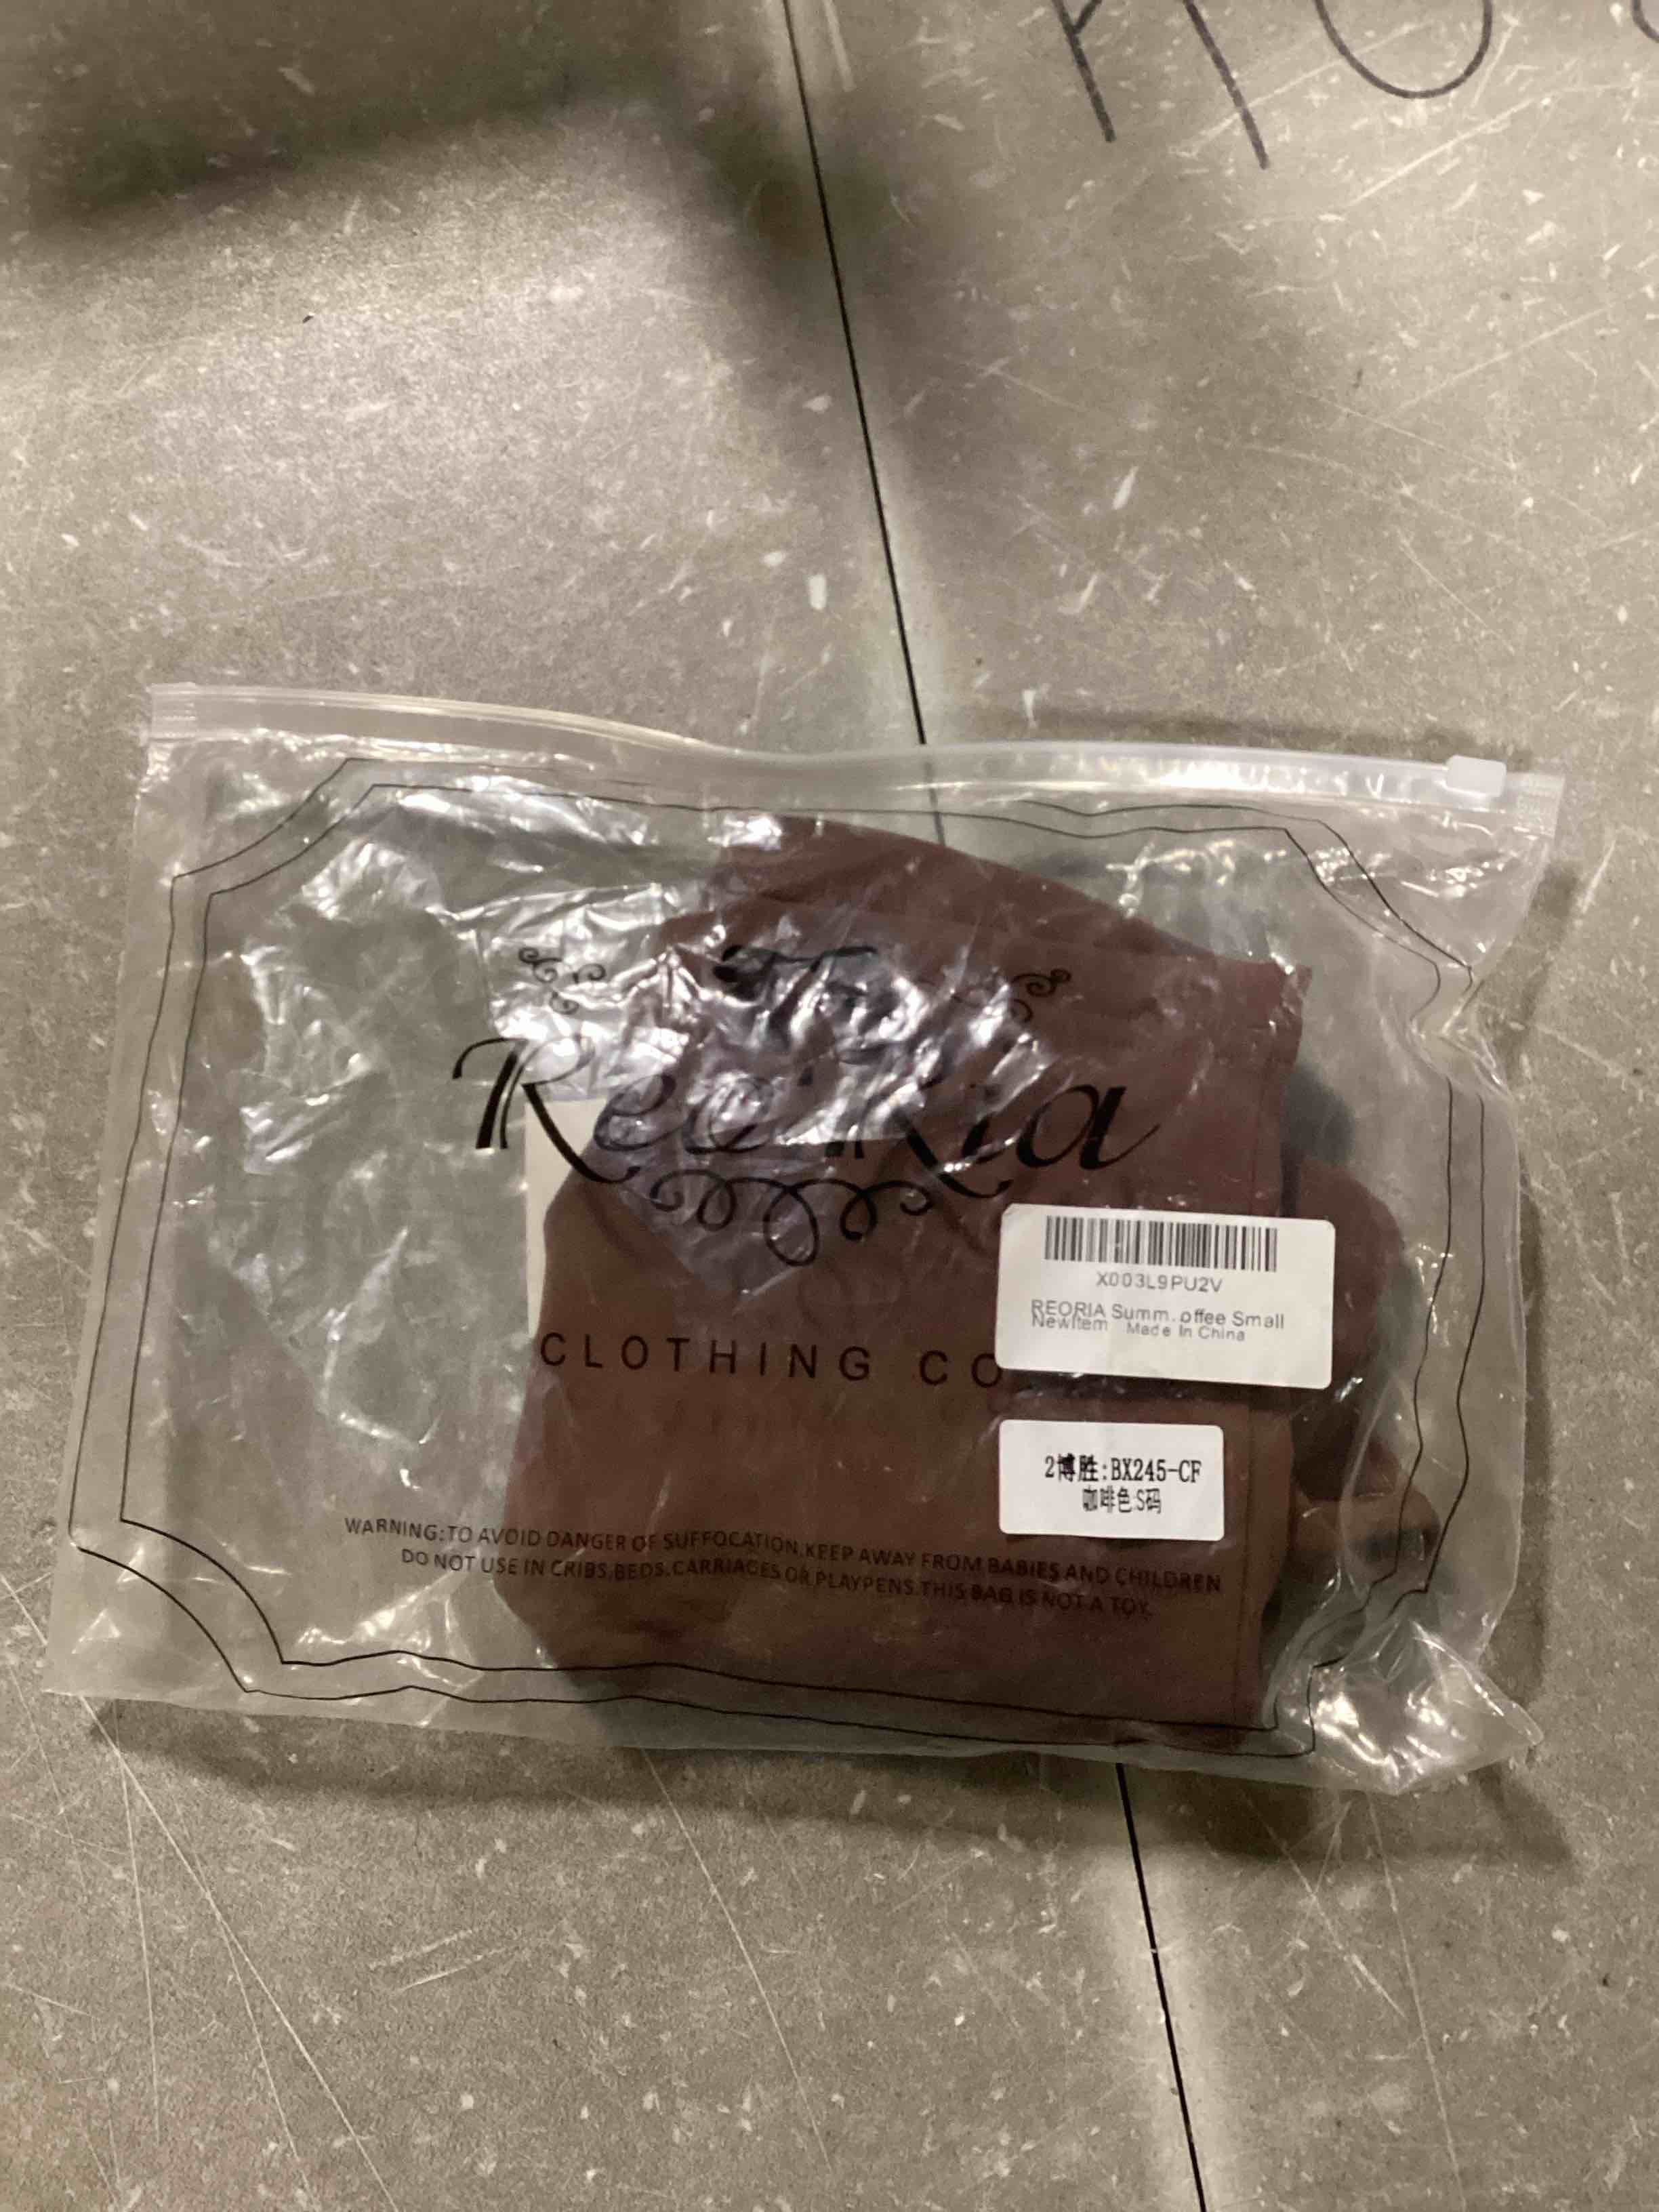 Reo'Ria
CLOTHING CO
X003L9PU2V
REORIA Summ. offee Small
NewItem Made In China
2博胜:BX245-CF
咖啡色:S码
WARNING:TO AVOID DANGER OF SUFFOCATION.KEEP AWAY FROM BABIES AND CHILDREN
DO NOT USE IN CRIBS.BEDS.CARRIAGES OR PLAYPENS.THIS BAG IS NOT A TOY.